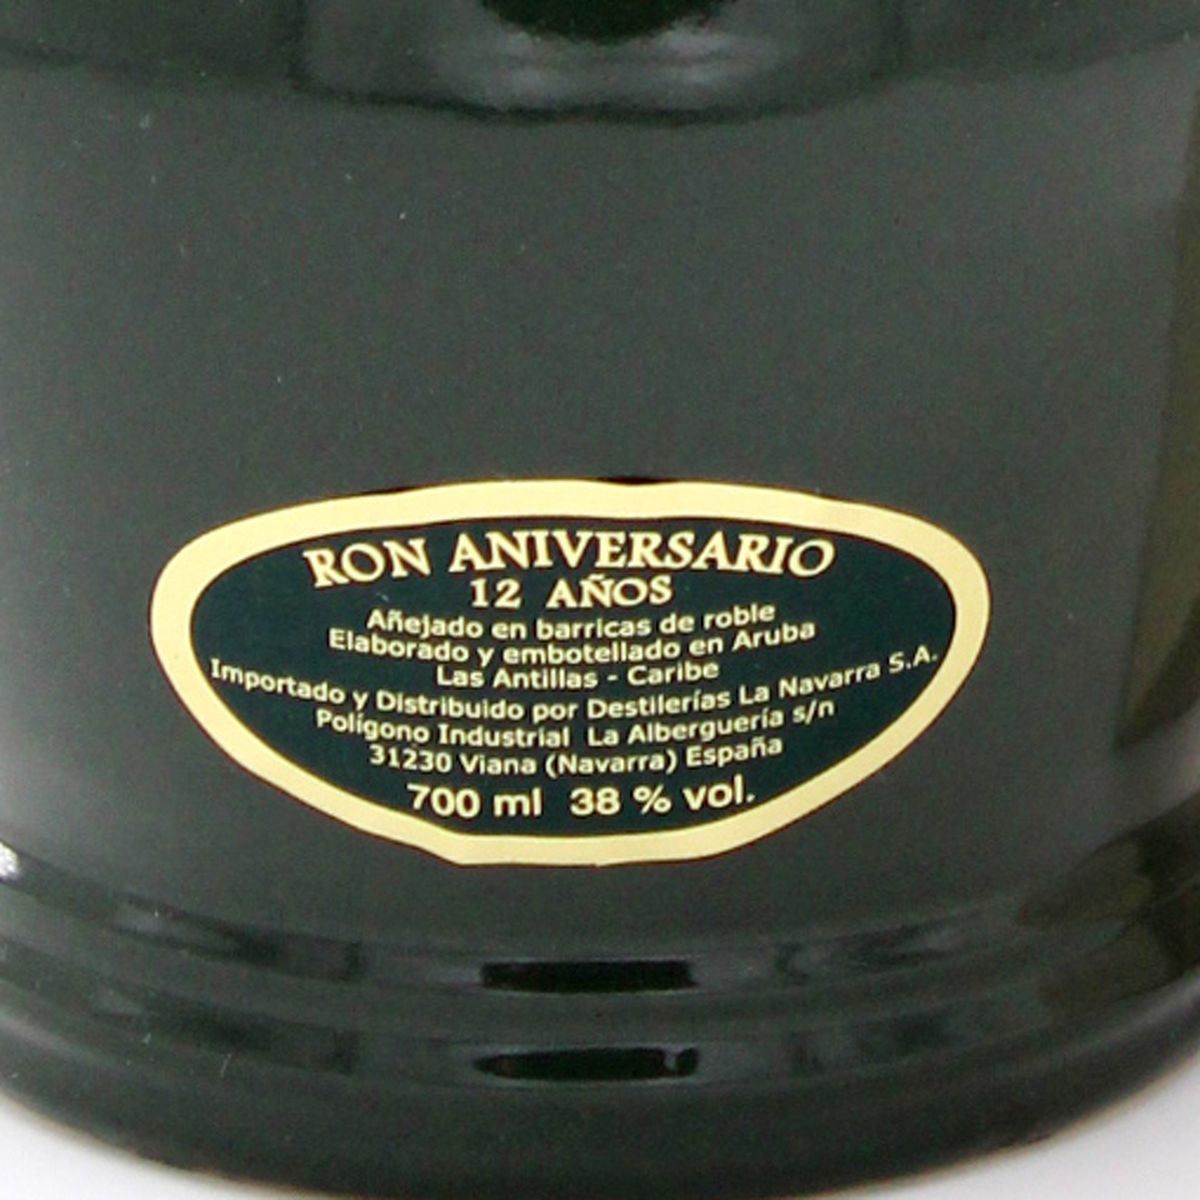 RON ANIVERSARIO
12 AÑOS
Añejado en barricas de roble
Elaborado y embotellado en Aruba
Las Antillas - Caribe
Importado y Distribuido por Destilerías La Navarra S.A.
Polígono Industrial La Alberguería s/n
31230 Viana (Navarra) España
700 ml 38 % vol.